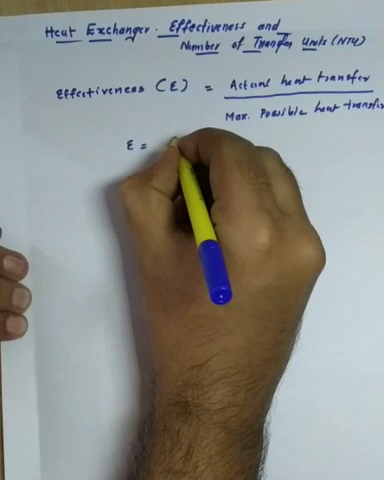 Heat Exchanger. Effectiveness and
Number of Transfer Units (NTU)
Effectiveness (ε) = Actual heat transfer
Max. Possible heat transfer
ε =